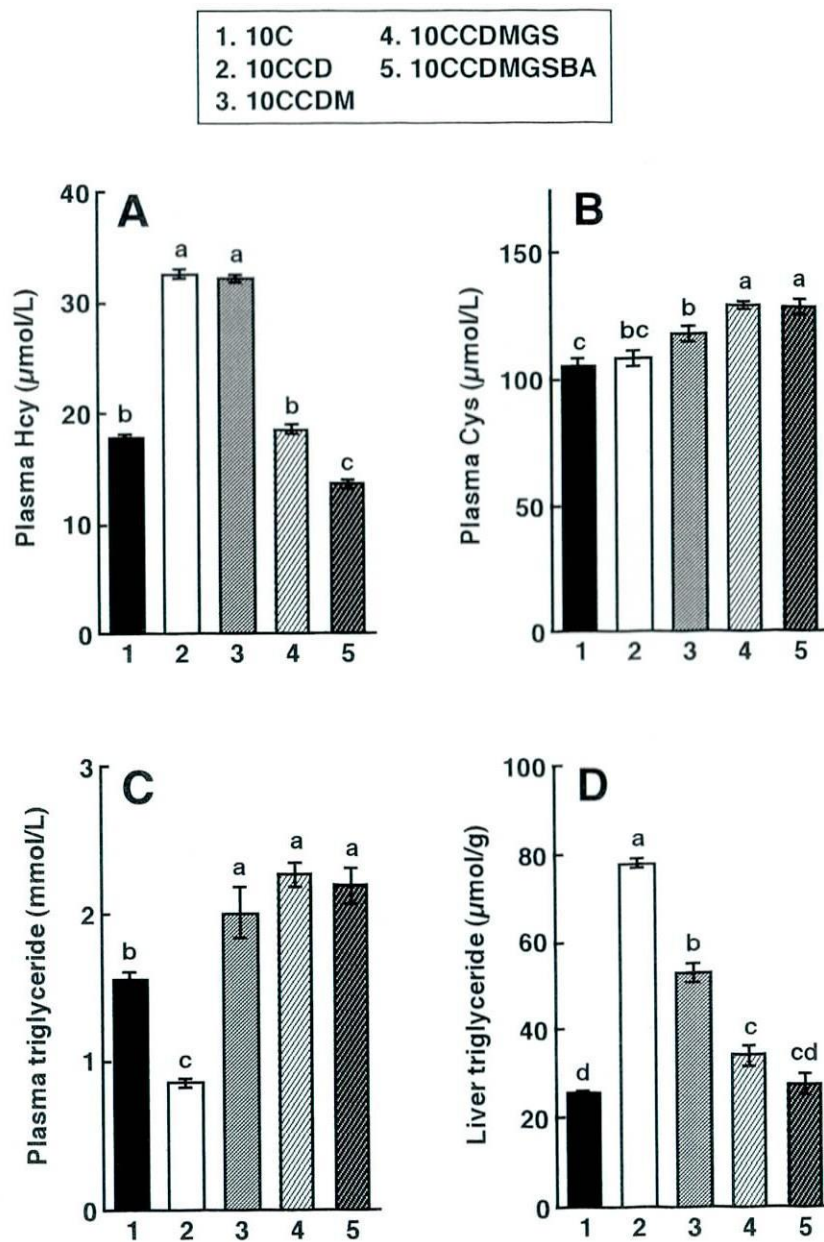 1. 10C 4. 10CCDMGS
2. 10CCD 5. 10CCDMGSBA
3. 10CCDM
A
Plasma Hcy (μmol/L)
40
30
20
10
0
b
a
a
b
c
1 2 3 4 5
B
Plasma Cys (μmol/L)
150
100
50
0
c
bc
b
a
a
1 2 3 4 5
C
Plasma triglyceride (mmol/L)
3
2
1
0
b
c
a
a
a
1 2 3 4 5
D
Liver triglyceride (μmol/g)
100
80
60
40
20
0
d
a
b
c
cd
1 2 3 4 5